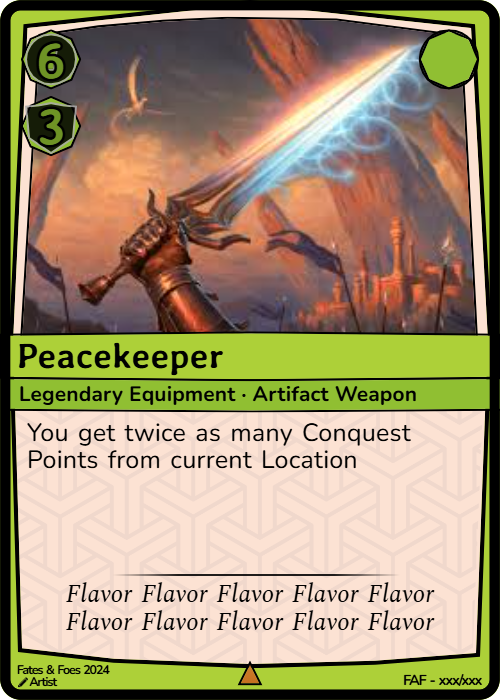 6
3
Peacekeeper
Legendary Equipment · Artifact Weapon
You get twice as many Conquest
Points from current Location
Flavor Flavor Flavor Flavor Flavor
Flavor Flavor Flavor Flavor Flavor
Fates & Foes 2024
Artist
FAF - xxx/xxx